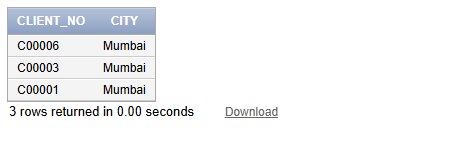 CLIENT_NO CITY
C00006 Mumbai
C00003 Mumbai
C00001 Mumbai
3 rows returned in 0.00 seconds Download